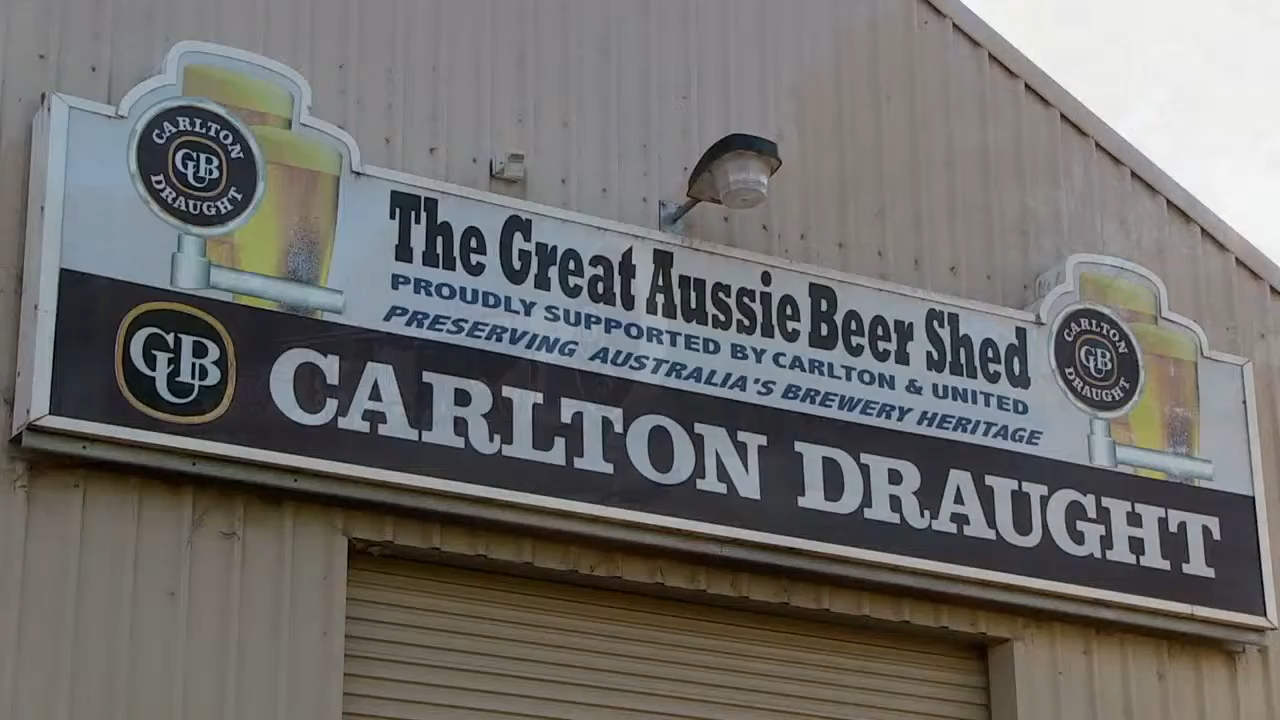 CARLTON
CUB
DRAUGHT
The Great Aussie Beer Shed
PROUDLY SUPPORTED BY CARLTON & UNITED
PRESERVING AUSTRALIA'S BREWERY HERITAGE
CARLTON
CUB
DRAUGHT
CUB CARLTON DRAUGHT